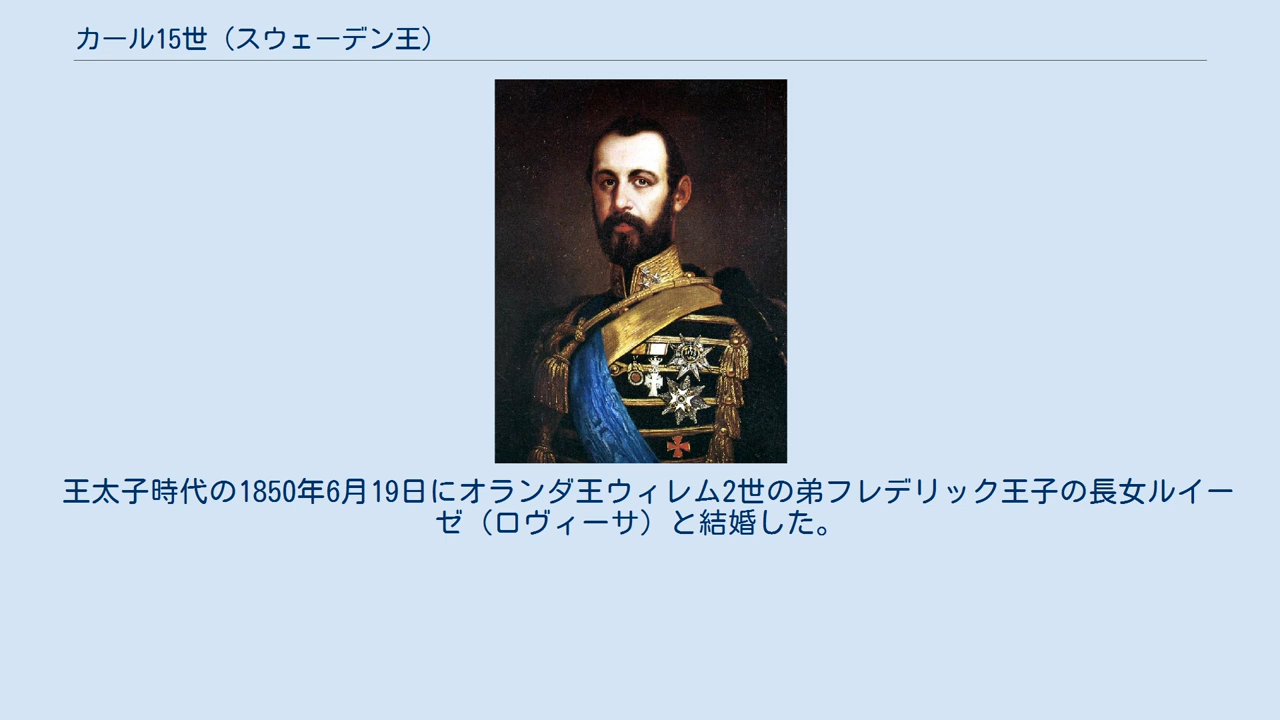 カール15世（スウェーデン王）
王太子時代の1850年6月19日にオランダ王ウィレム2世の弟フレデリック王子の長女ルイー
ゼ（ロヴィーサ）と結婚した。